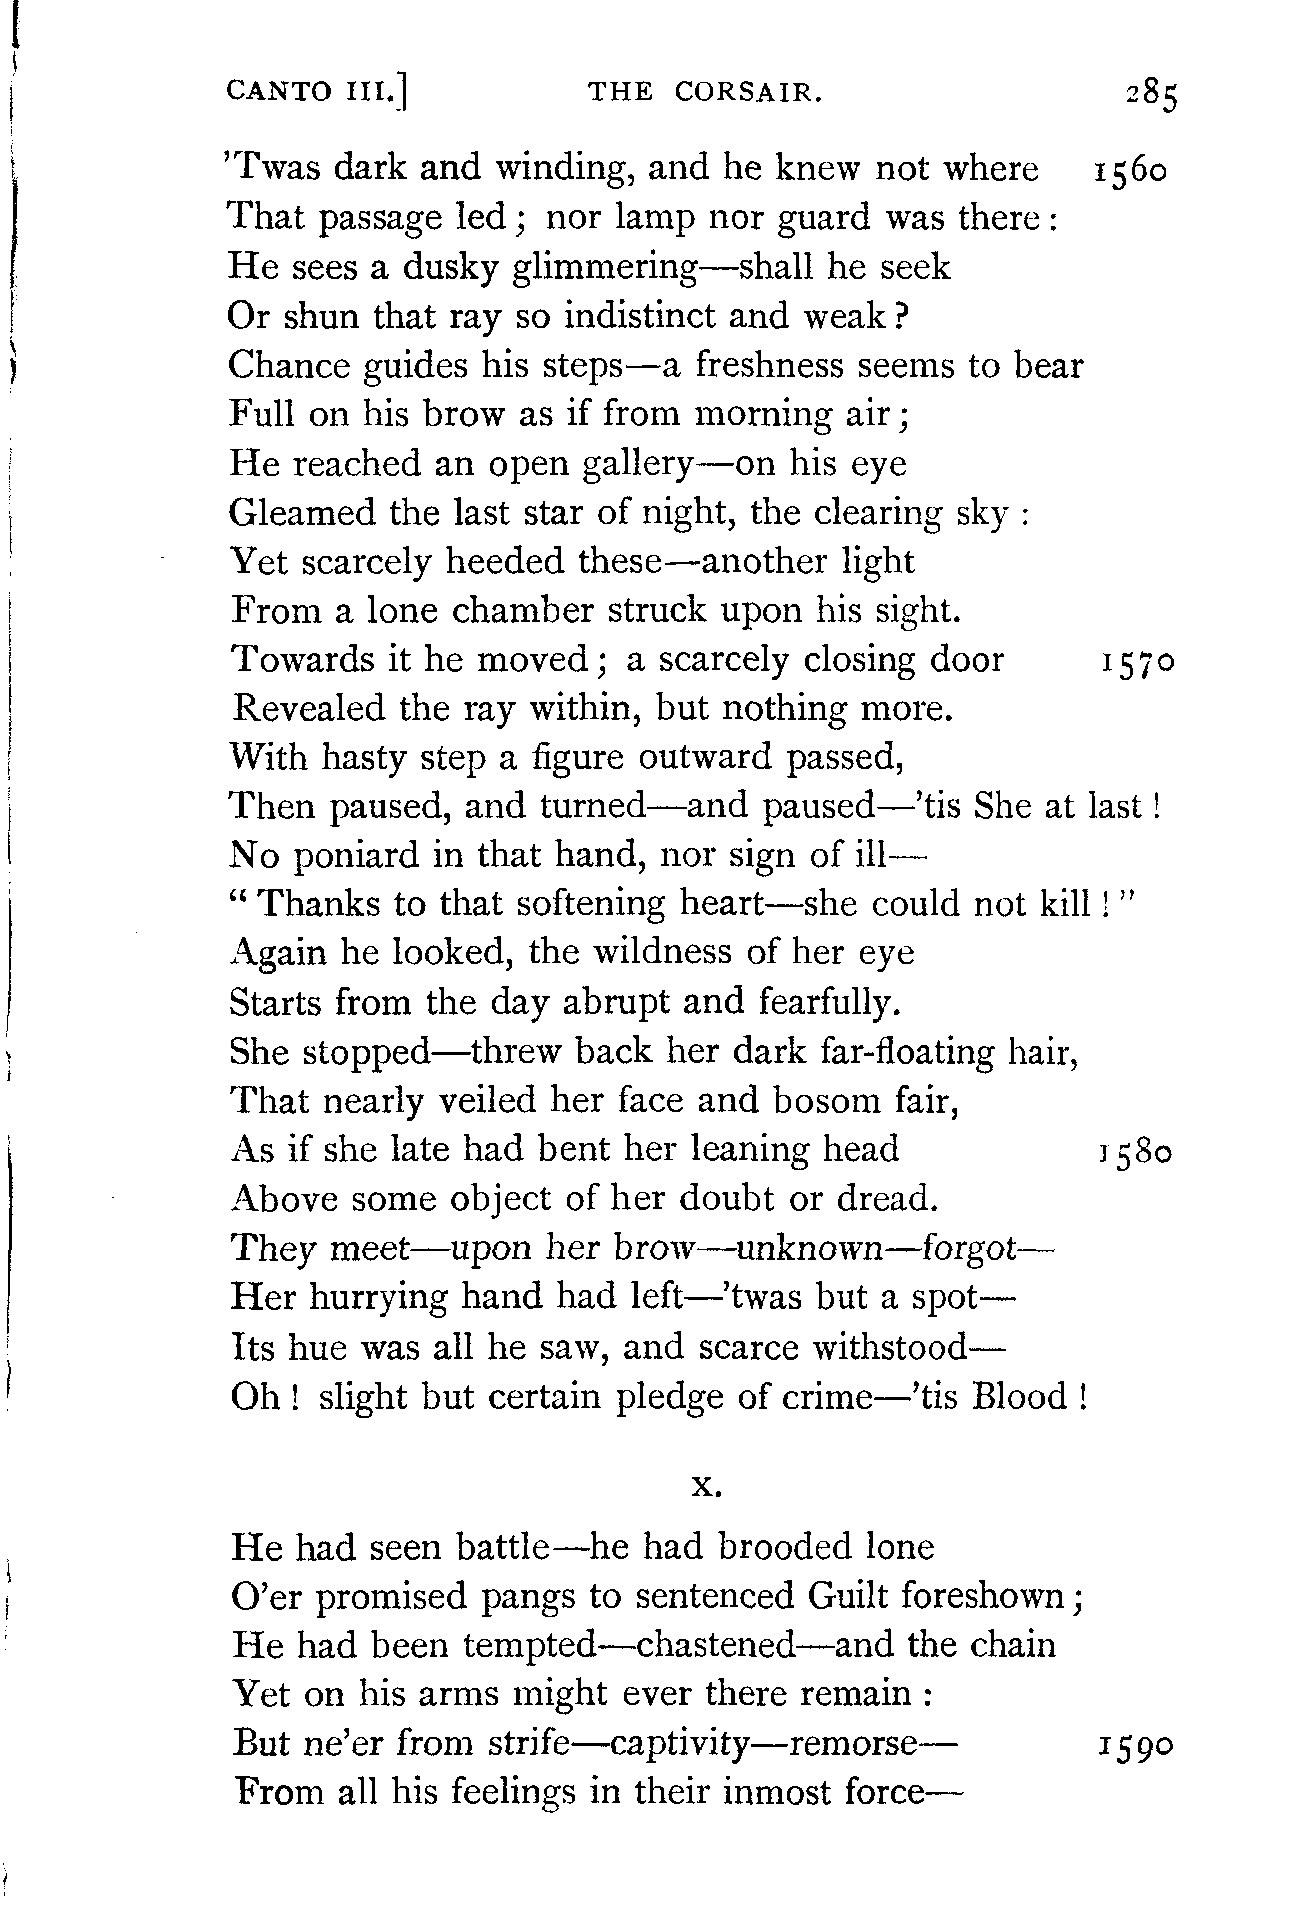 CANTO III.] THE CORSAIR. 285
'Twas dark and winding, and he knew not where 1560
That passage led; nor lamp nor guard was there:
He sees a dusky glimmering—shall he seek
Or shun that ray so indistinct and weak?
Chance guides his steps—a freshness seems to bear
Full on his brow as if from morning air;
He reached an open gallery—on his eye
Gleamed the last star of night, the clearing sky:
Yet scarcely heeded these—another light
From a lone chamber struck upon his sight.
Towards it he moved; a scarcely closing door 1570
Revealed the ray within, but nothing more.
With hasty step a figure outward passed,
Then paused, and turned—and paused—'tis She at last!
No poniard in that hand, nor sign of ill—
"Thanks to that softening heart—she could not kill!"
Again he looked, the wildness of her eye
Starts from the day abrupt and fearfully.
She stopped—threw back her dark far-floating hair,
That nearly veiled her face and bosom fair,
As if she late had bent her leaning head 1580
Above some object of her doubt or dread.
They meet—upon her brow—unknown—forgot—
Her hurrying hand had left—'twas but a spot—
Its hue was all he saw, and scarce withstood—
Oh! slight but certain pledge of crime—'tis Blood!
X.
He had seen battle—he had brooded lone
O'er promised pangs to sentenced Guilt foreshown;
He had been tempted—chastened—and the chain
Yet on his arms might ever there remain:
But ne'er from strife—captivity—remorse— 1590
From all his feelings in their inmost force—